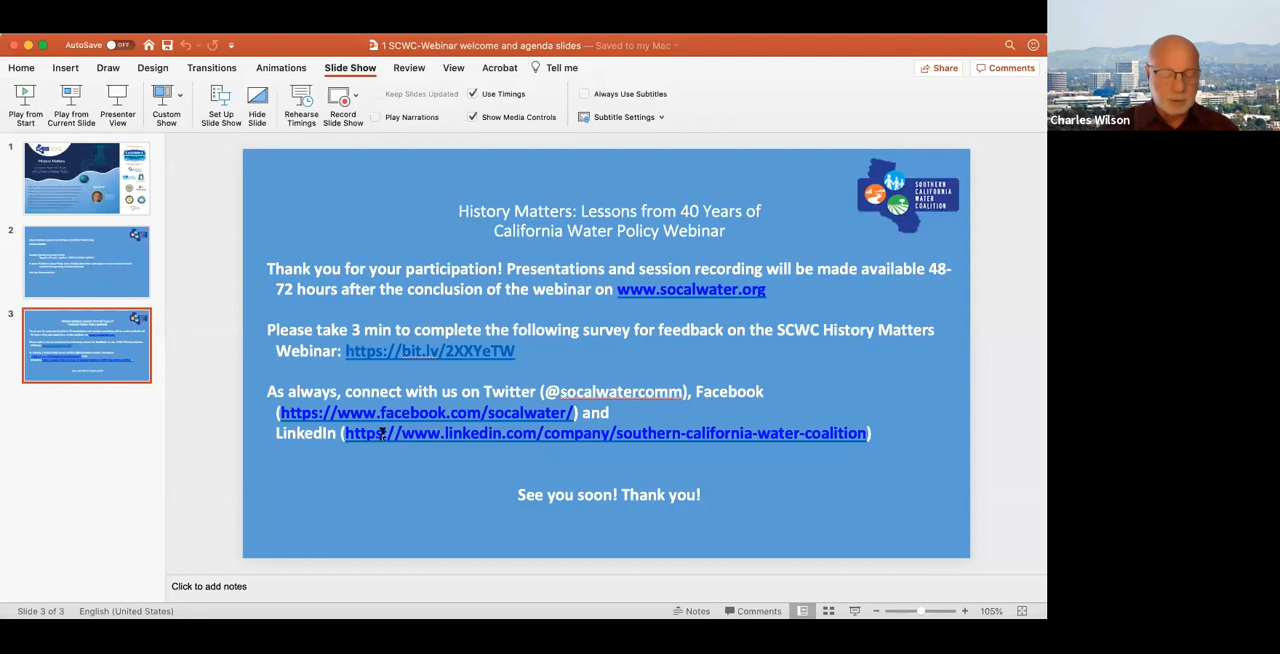 AutoSave OFF
1 SCWC-Webinar welcome and agenda slides — Saved to my Mac
Home Insert Draw Design Transitions Animations Slide Show Review View Acrobat Tell me
Share Comments
Play from Start
Play from Current Slide
Presenter View
Custom Show
Set Up Slide Show
Hide Slide
Rehearse Timings
Record Slide Show
Keep Slides Updated
Use Timings
Always Use Subtitles
Play Narrations
Show Media Controls
Subtitle Settings
Charles Wilson
1
History Matters
2
3
SOUTHERN
CALIFORNIA
WATER
COALITION
History Matters: Lessons from 40 Years of
California Water Policy Webinar
Thank you for your participation! Presentations and session recording will be made available 48-
72 hours after the conclusion of the webinar on www.socalwater.org
Please take 3 min to complete the following survey for feedback on the SCWC History Matters
Webinar: https://bit.ly/2XXYeTW
As always, connect with us on Twitter (@socalwatercomm), Facebook
(https://www.facebook.com/socalwater/) and
LinkedIn (https://www.linkedin.com/company/southern-california-water-coalition)
See you soon! Thank you!
Click to add notes
Slide 3 of 3 English (United States)
Notes Comments 105%